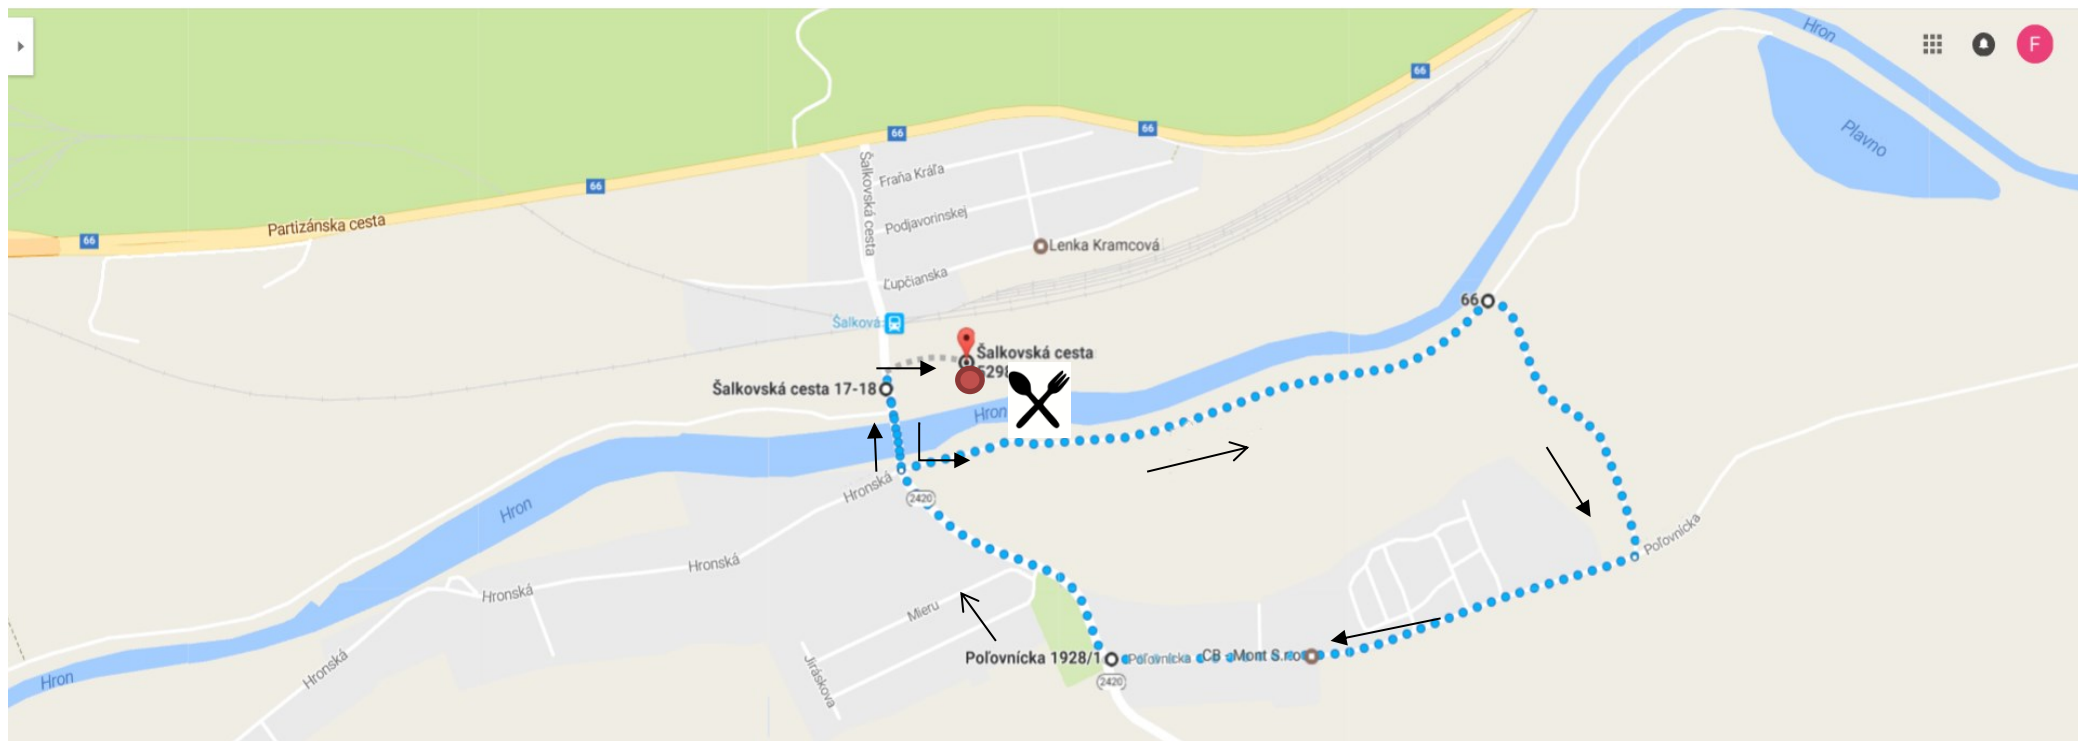 Hron
F
66
66
66
66
66
Plavno
Partizánska cesta
Šalkovská cesta
Fraňa Kráľa
Podjavorinskej
Lenka Kramcová
Ľupčianska
Šalková
66
Šalkovská cesta
5298
Šalkovská cesta 17-18
Hron
Hronská
2420
Hron
Poľovnícka
Hronská
Hronská
Mieru
Hronská
Jiráskova
Poľovnícka 1928/1
Poľovnícka
CB - Mont S.r.o
Hron
2420